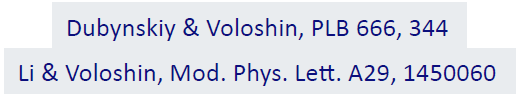 Dubynskiy & Voloshin, PLB 666, 344
Li & Voloshin, Mod. Phys. Lett. A29, 1450060